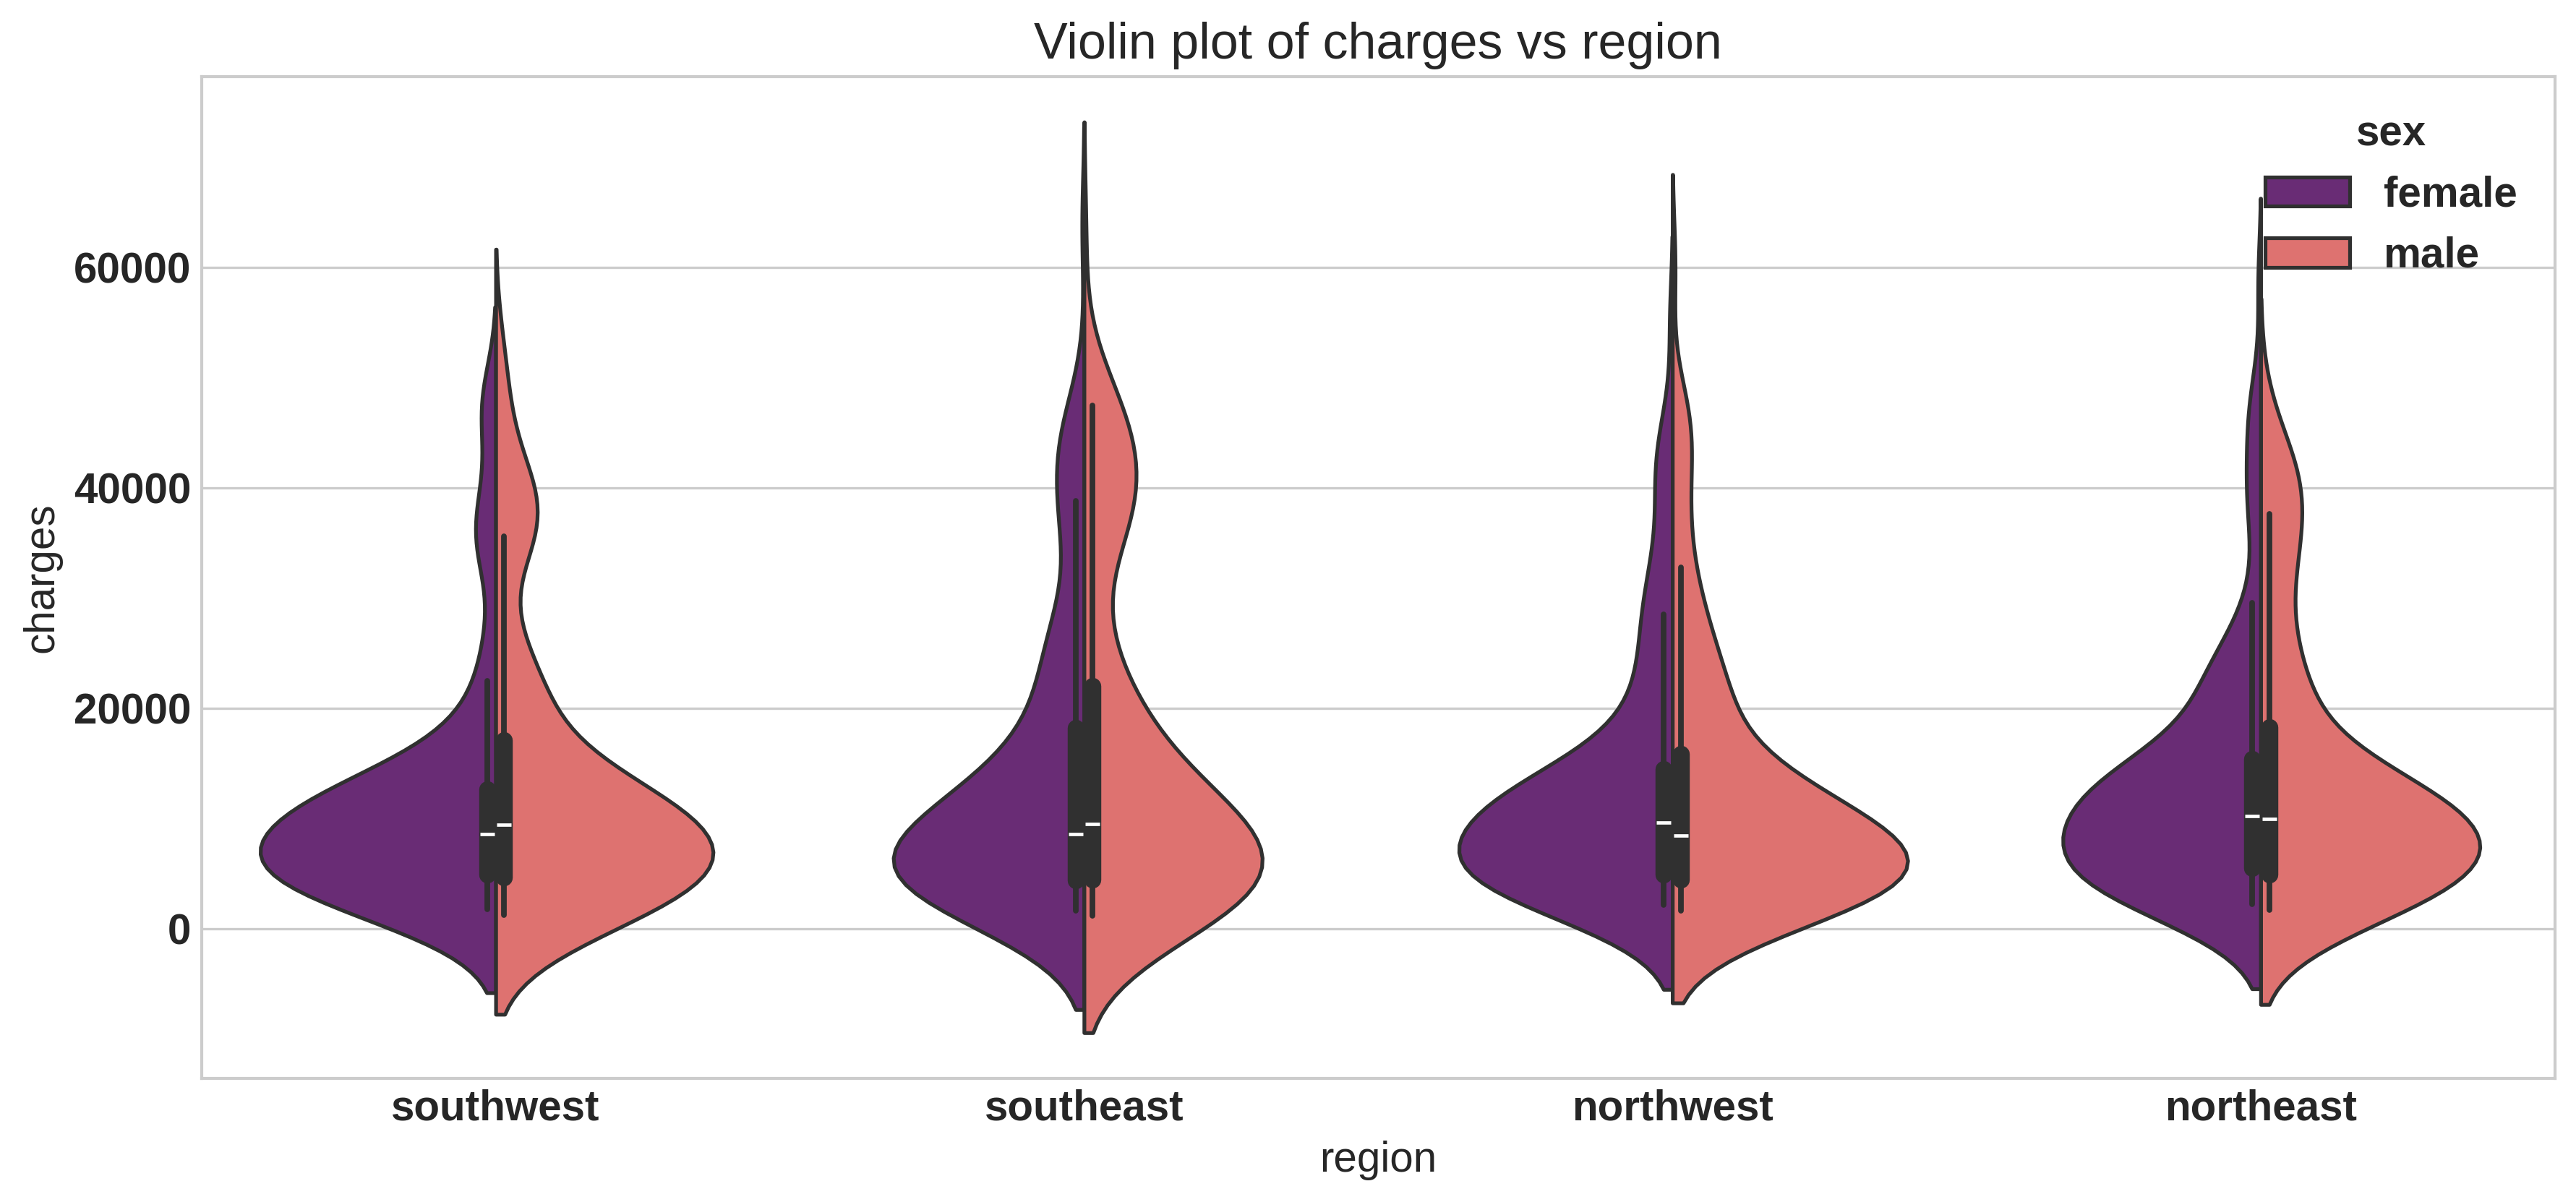 Violin plot of charges vs region
sex
female
male
60000
40000
20000
0
charges
southwest
southeast
northwest
northeast
region